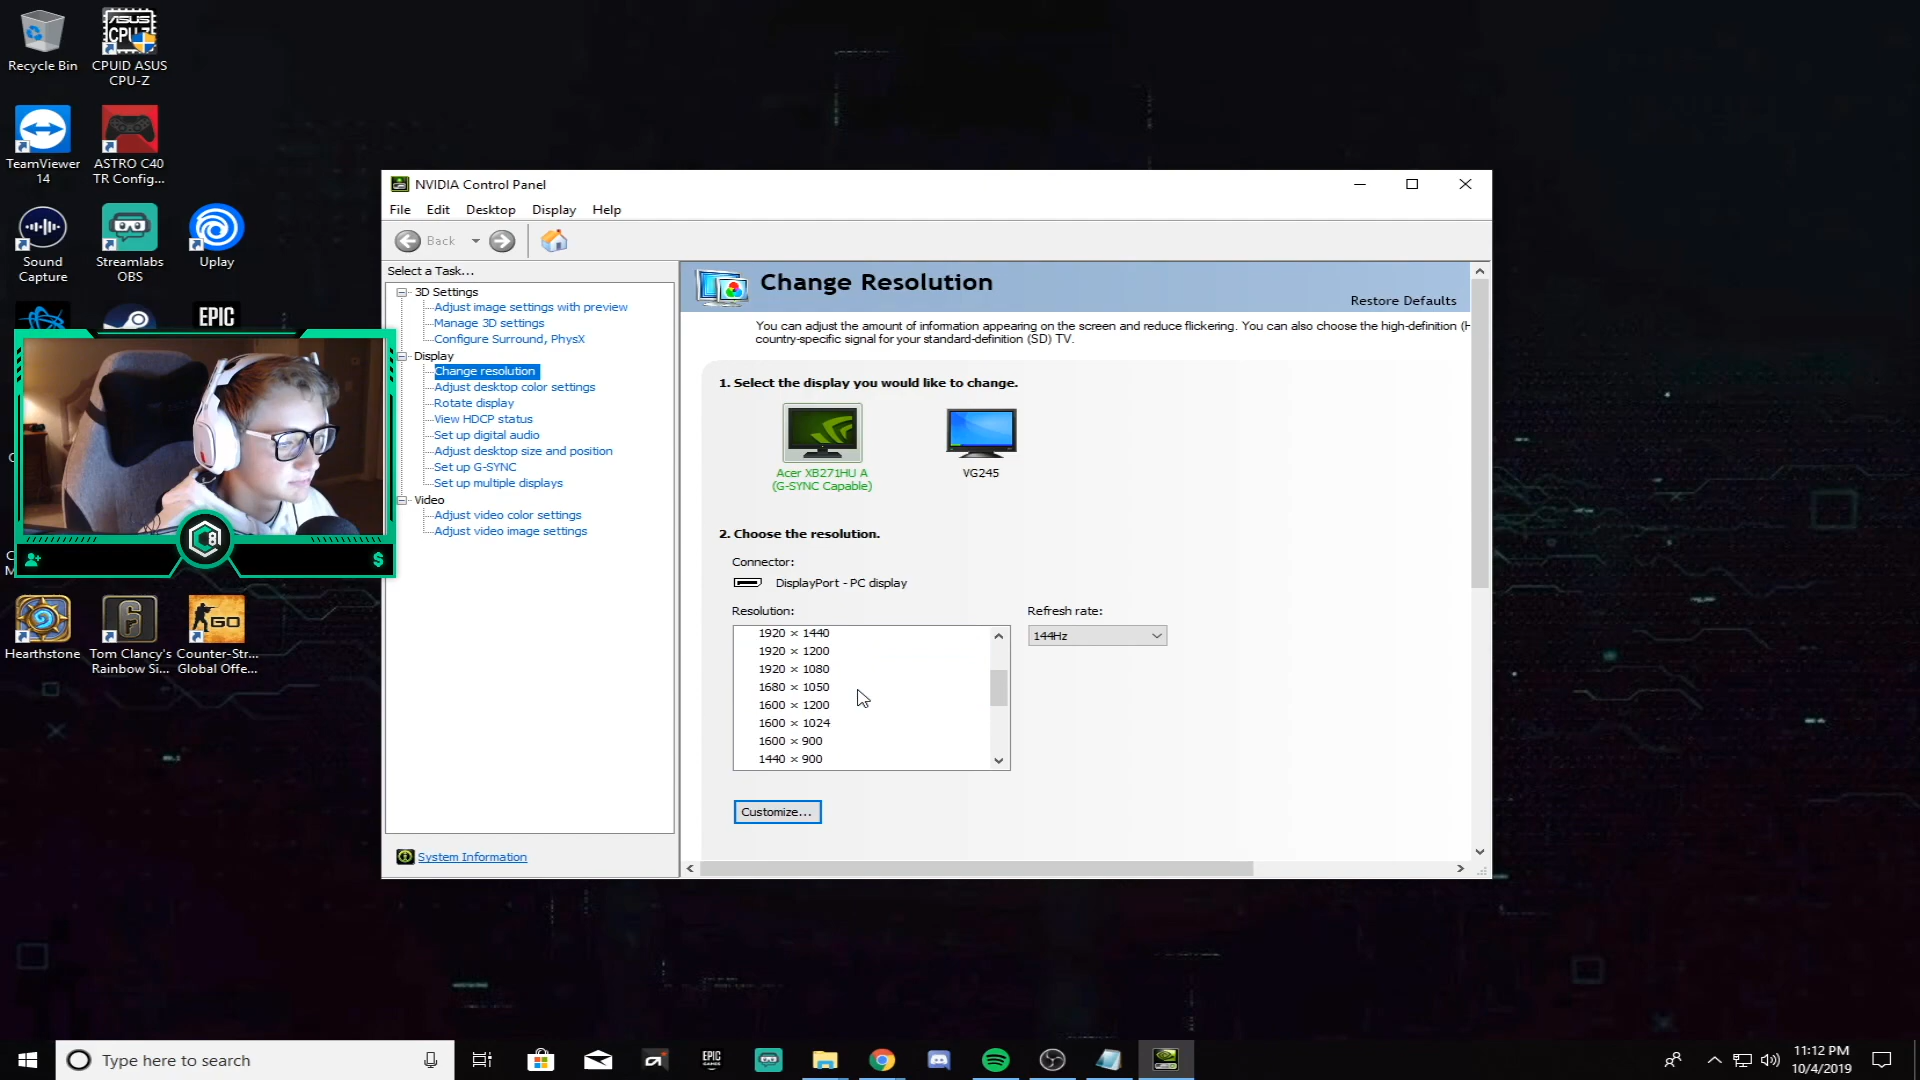 Recycle Bin
CPUID ASUS
CPU-Z
TeamViewer
14
ASTRO C40
TR Config...
Sound
Capture
Streamlabs
OBS
Uplay
EPIC
Hearthstone
Tom Clancy's
Rainbow Si...
Counter-Str...
Global Offe...
ASUS
CPU-Z
GO
6
C8
$
NVIDIA Control Panel
File Edit Desktop Display Help
Back
Select a Task...
3D Settings
Adjust image settings with preview
Manage 3D settings
Configure Surround, PhysX
Display
Change resolution
Adjust desktop color settings
Rotate display
View HDCP status
Set up digital audio
Adjust desktop size and position
Set up G-SYNC
Set up multiple displays
Video
Adjust video color settings
Adjust video image settings
System Information
Change Resolution
Restore Defaults
You can adjust the amount of information appearing on the screen and reduce flickering. You can also choose the high-definition (H
country-specific signal for your standard-definition (SD) TV.
1. Select the display you would like to change.
Acer XB271HU A
(G-SYNC Capable)
VG245
2. Choose the resolution.
Connector:
DisplayPort - PC display
Resolution:
Refresh rate:
1920 × 1440
144Hz
1920 × 1200
1920 × 1080
1680 × 1050
1600 × 1200
1600 × 1024
1600 × 900
1440 × 900
Customize...
Type here to search
EPIC
GAMES
11:12 PM
10/4/2019